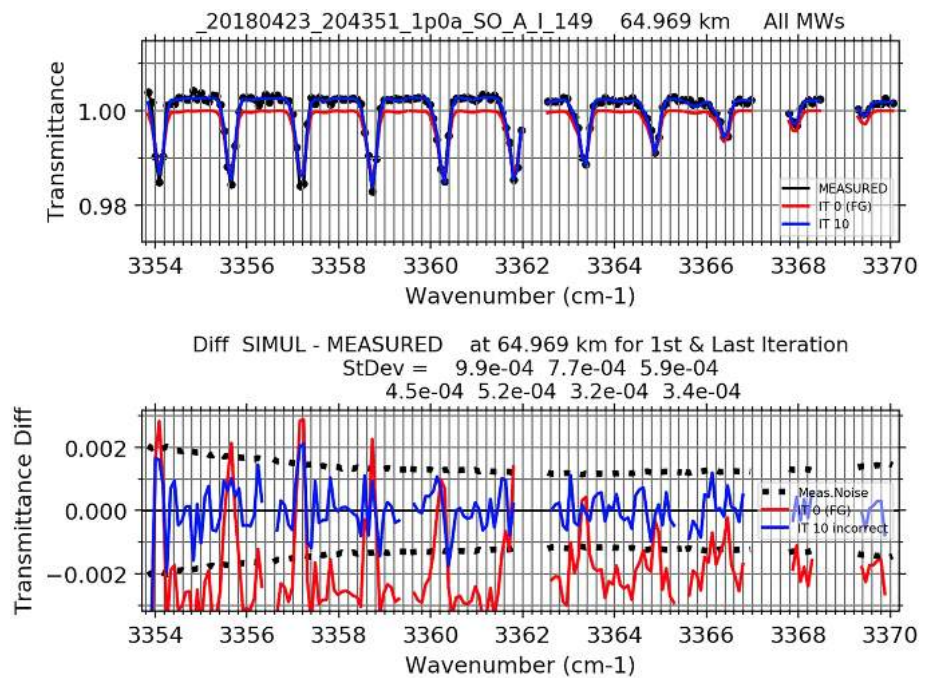 _20180423_204351_1p0a_SO_A_I_149 64.969 km All MWs
Transmittance
1.00
0.98
MEASURED
IT 0 (FG)
IT 10
3354 3356 3358 3360 3362 3364 3366 3368 3370
Wavenumber (cm-1)
Diff SIMUL - MEASURED at 64.969 km for 1st & Last Iteration
StDev = 9.9e-04 7.7e-04 5.9e-04
4.5e-04 5.2e-04 3.2e-04 3.4e-04
Transmittance Diff
0.002
0.000
−0.002
Meas.Noise
IT 0 (FG)
IT 10 incorrect
3354 3356 3358 3360 3362 3364 3366 3368 3370
Wavenumber (cm-1)